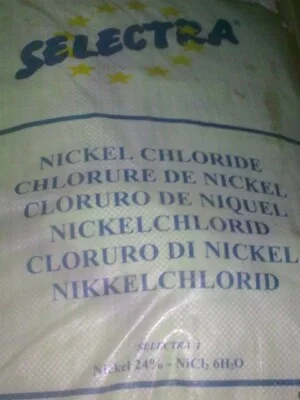 SELECTRA®
NICKEL CHLORIDE
CHLORURE DE NICKEL
CLORURO DE NIQUEL
NICKELCHLORID
CLORURO DI NICKEL
NIKKELCHLORID
SELECTRA 1
Nickel 24% - NiCl₂ 6H₂O